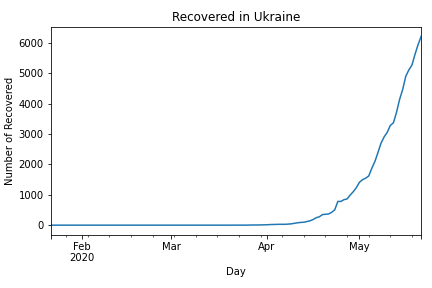 Recovered in Ukraine
Number of Recovered
6000
5000
4000
3000
2000
1000
0
Feb
2020
Mar
Apr
May
Day